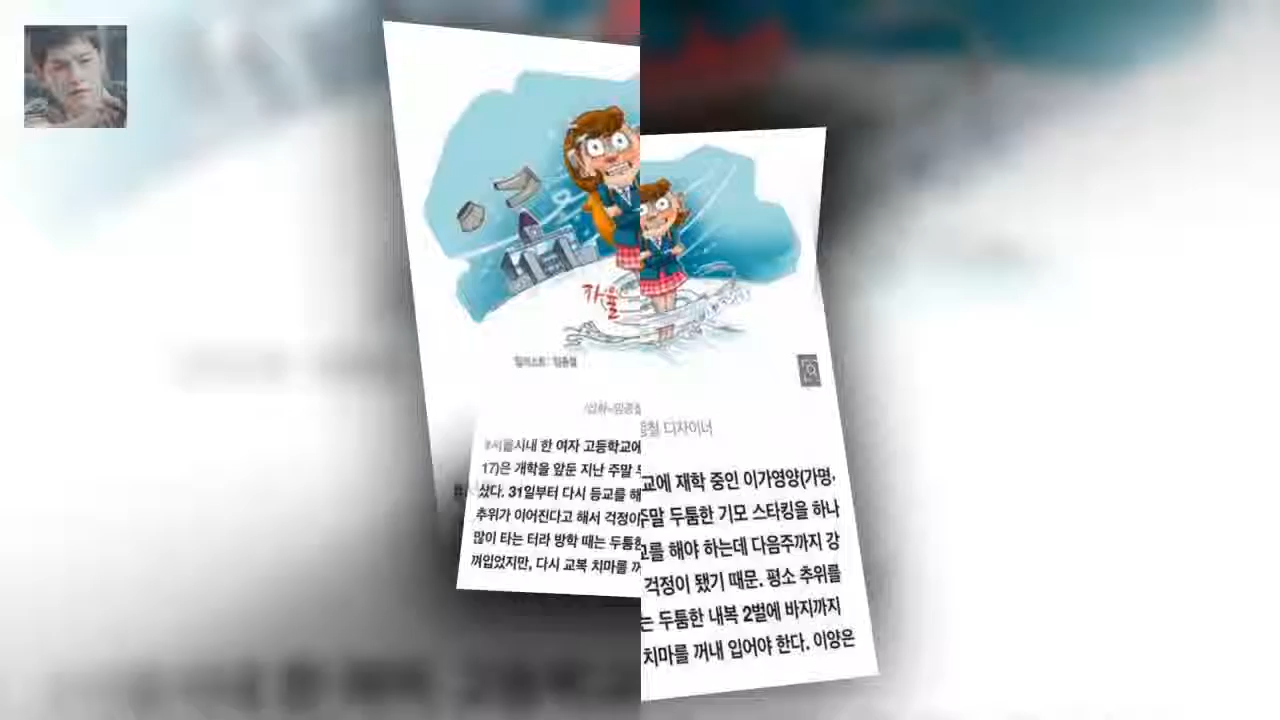 자율
일러스트 : 임종철
/삽화=임종철 디자이너
#서울시내 한 여자 고등학교에
17)은 개학을 앞둔 지난 주말 두
샀다. 31일부터 다시 등교를 해
추위가 이어진다고 해서 걱정이
많이 타는 터라 방학 때는 두툼한
껴입었지만, 다시 교복 치마를 꺼
교에 재학 중인 이가영양(가명·
주말 두툼한 기모 스타킹을 하나
교를 해야 하는데 다음주까지 강
걱정이 됐기 때문. 평소 추위를
는 두툼한 내복 2벌에 바지까지
치마를 꺼내 입어야 한다. 이양은